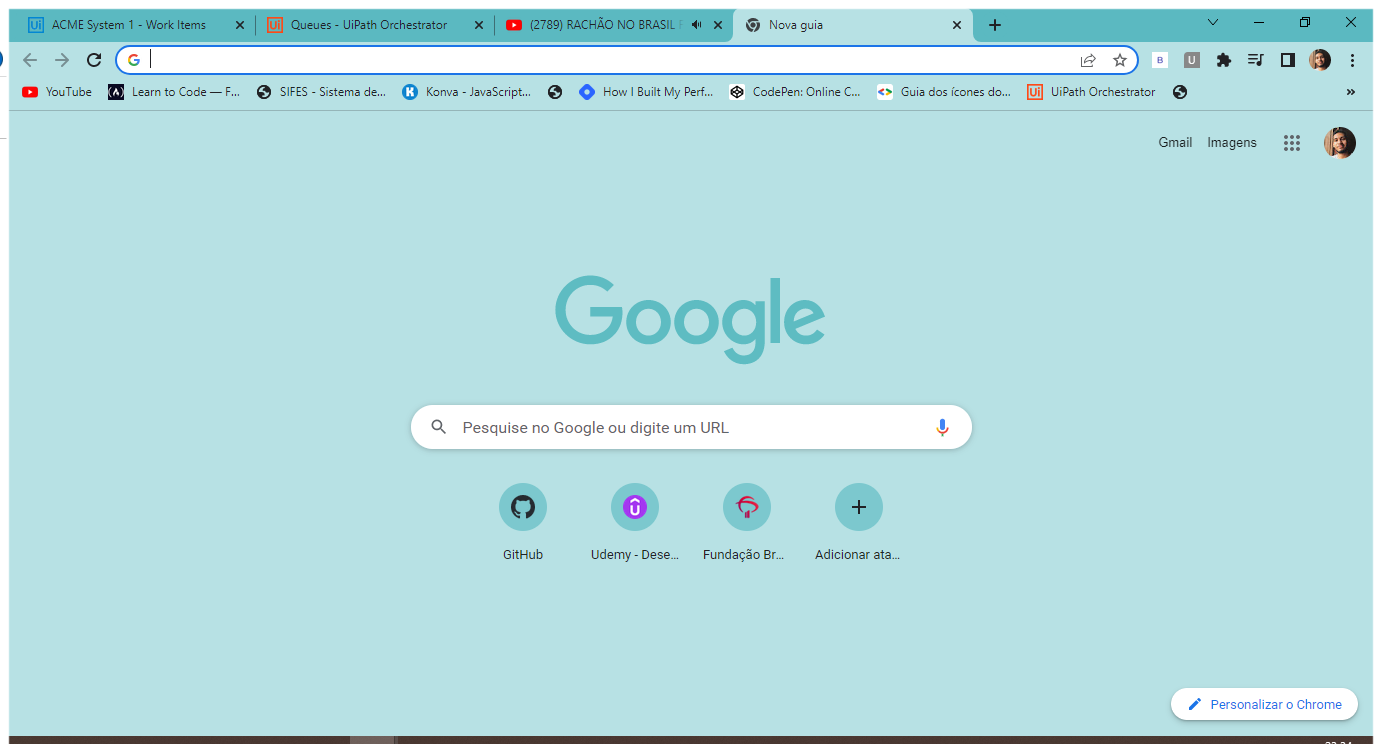 ACME System 1 - Work Items
Queues - UiPath Orchestrator
(2789) RACHÃO NO BRASIL
Nova guia
YouTube
Learn to Code — F...
SIFES - Sistema de...
Konva - JavaScript...
How I Built My Perf...
CodePen: Online C...
Guia dos ícones do...
UiPath Orchestrator
»
Gmail
Imagens
Google
Pesquise no Google ou digite um URL
GitHub
Udemy - Dese...
Fundação Br...
Adicionar ata...
Personalizar o Chrome